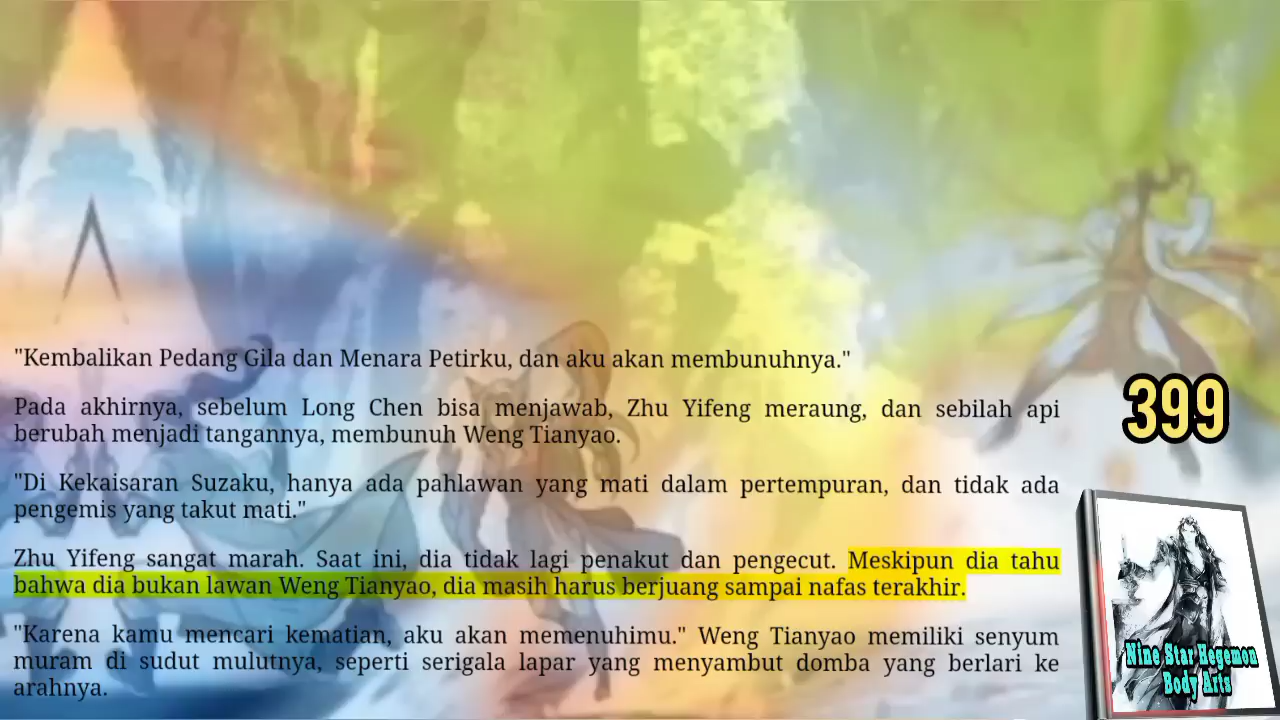 "Kembalikan Pedang Gila dan Menara Petirku, dan aku akan membunuhnya."
Pada akhirnya, sebelum Long Chen bisa menjawab, Zhu Yifeng meraung, dan sebilah api
berubah menjadi tangannya, membunuh Weng Tianyao.
"Di Kekaisaran Suzaku, hanya ada pahlawan yang mati dalam pertempuran, dan tidak ada
pengemis yang takut mati."
Zhu Yifeng sangat marah. Saat ini, dia tidak lagi penakut dan pengecut. Meskipun dia tahu
bahwa dia bukan lawan Weng Tianyao, dia masih harus berjuang sampai nafas terakhir.
"Karena kamu mencari kematian, aku akan memenuhimu." Weng Tianyao memiliki senyum
muram di sudut mulutnya, seperti serigala lapar yang menyambut domba yang berlari ke
arahnya.
399
Nine Star Hegemon
Body Arts